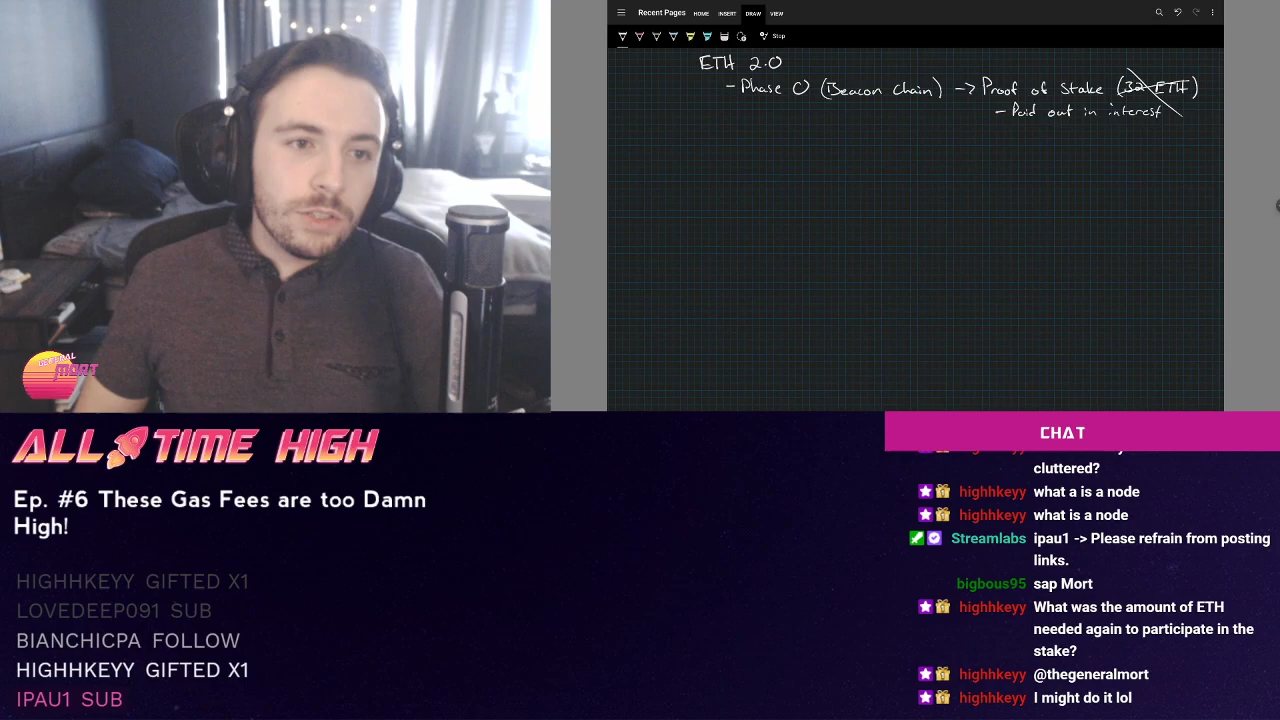 Recent Pages HOME INSERT DRAW VIEW
Stop
ETH 2.0
- Phase 0 (Beacon Chain) -> Proof of Stake (32 ETH)
- Paid out in interest
GENERAL
MORT
ALL TIME HIGH
Ep. #6 These Gas Fees are too Damn
High!
HIGHHKEYY GIFTED X1
LOVEDEEP091 SUB
BIANCHICPA FOLLOW
HIGHHKEYY GIFTED X1
IPAU1 SUB
CHAT
cluttered?
highhkeyy what a is a node
highhkeyy what is a node
Streamlabs ipau1 -> Please refrain from posting
links.
bigbous95 sap Mort
highhkeyy What was the amount of ETH
needed again to participate in the
stake?
highhkeyy @thegeneralmort
highhkeyy I might do it lol